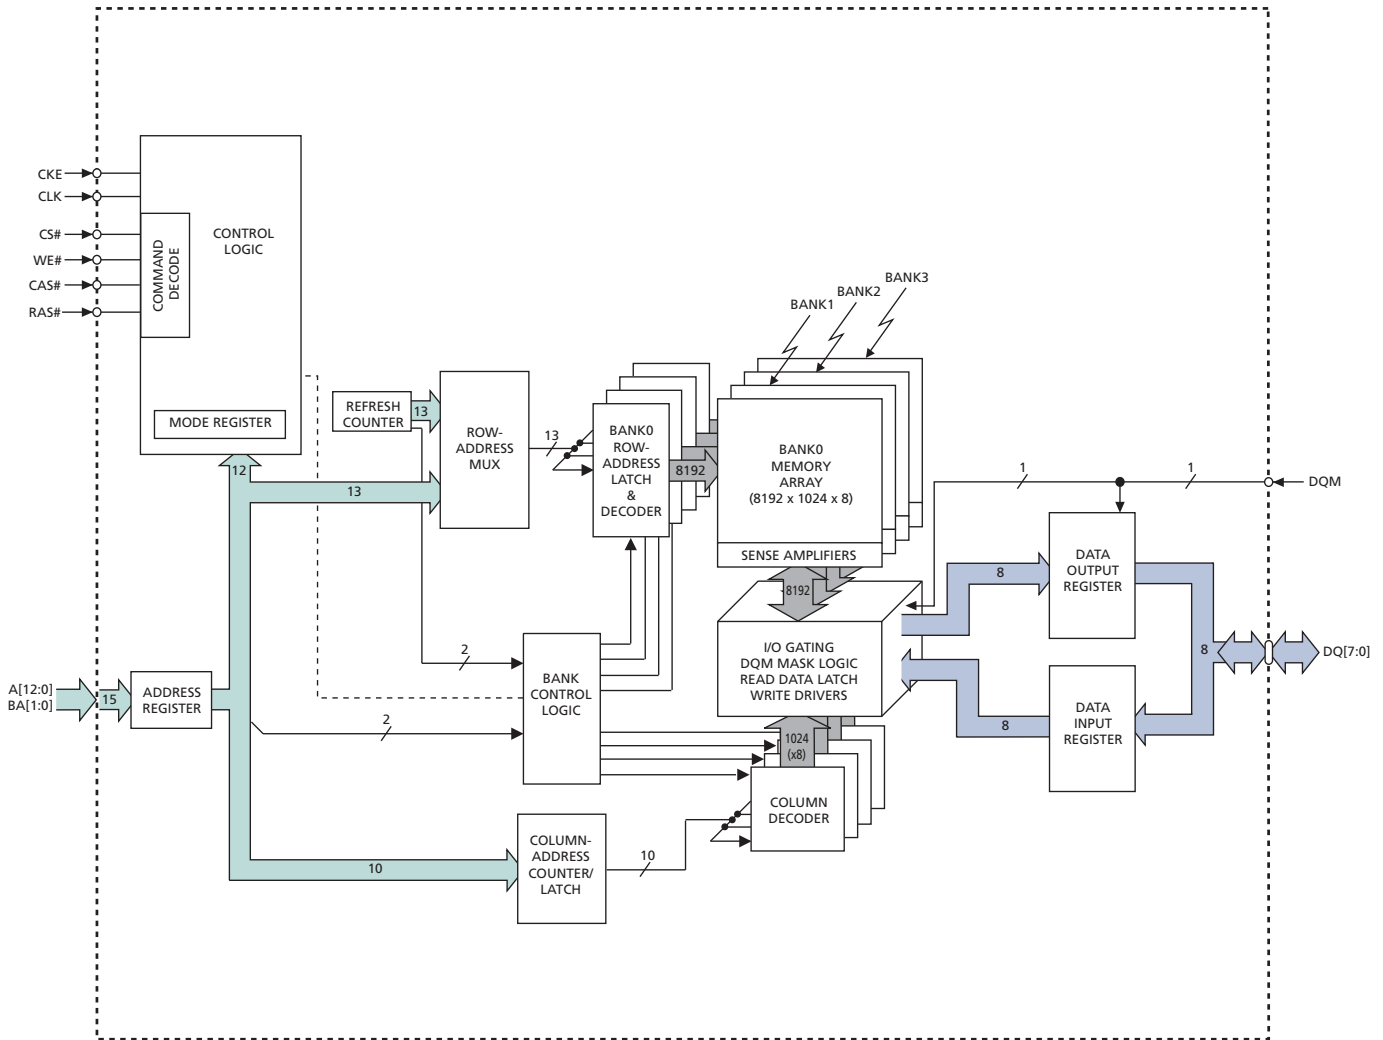 CKE
CLK
CS#
WE#
CAS#
RAS#
COMMAND
DECODE
CONTROL
LOGIC
MODE REGISTER
12
13
REFRESH
COUNTER
13
ROW-
ADDRESS
MUX
13
BANK0
ROW-
ADDRESS
LATCH
&
DECODER
8192
BANK1
BANK2
BANK3
BANK0
MEMORY
ARRAY
(8192 x 1024 x 8)
SENSE AMPLIFIERS
8192
I/O GATING
DQM MASK LOGIC
READ DATA LATCH
WRITE DRIVERS
1
1
DQM
DATA
OUTPUT
REGISTER
8
8
DQ[7:0]
DATA
INPUT
REGISTER
8
A[12:0]
BA[1:0]
15
ADDRESS
REGISTER
2
2
BANK
CONTROL
LOGIC
1024
(x8)
COLUMN
DECODER
10
COLUMN-
ADDRESS
COUNTER/
LATCH
10